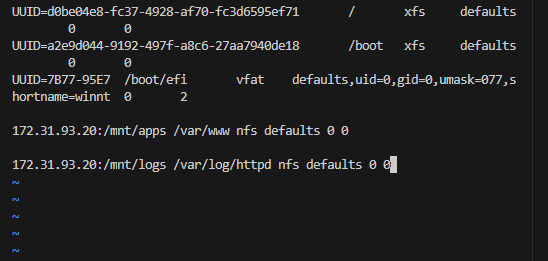 UUID=d0be04e8-fc37-4928-af70-fc3d6595ef71 / xfs defaults
0 0
UUID=a2e9d044-9192-497f-a8c6-27aa7940de18 /boot xfs defaults
0 0
UUID=7B77-95E7 /boot/efi vfat defaults,uid=0,gid=0,umask=077,s
hortname=winnt 0 2
172.31.93.20:/mnt/apps /var/www nfs defaults 0 0
172.31.93.20:/mnt/logs /var/log/httpd nfs defaults 0 0
~
~
~
~
~